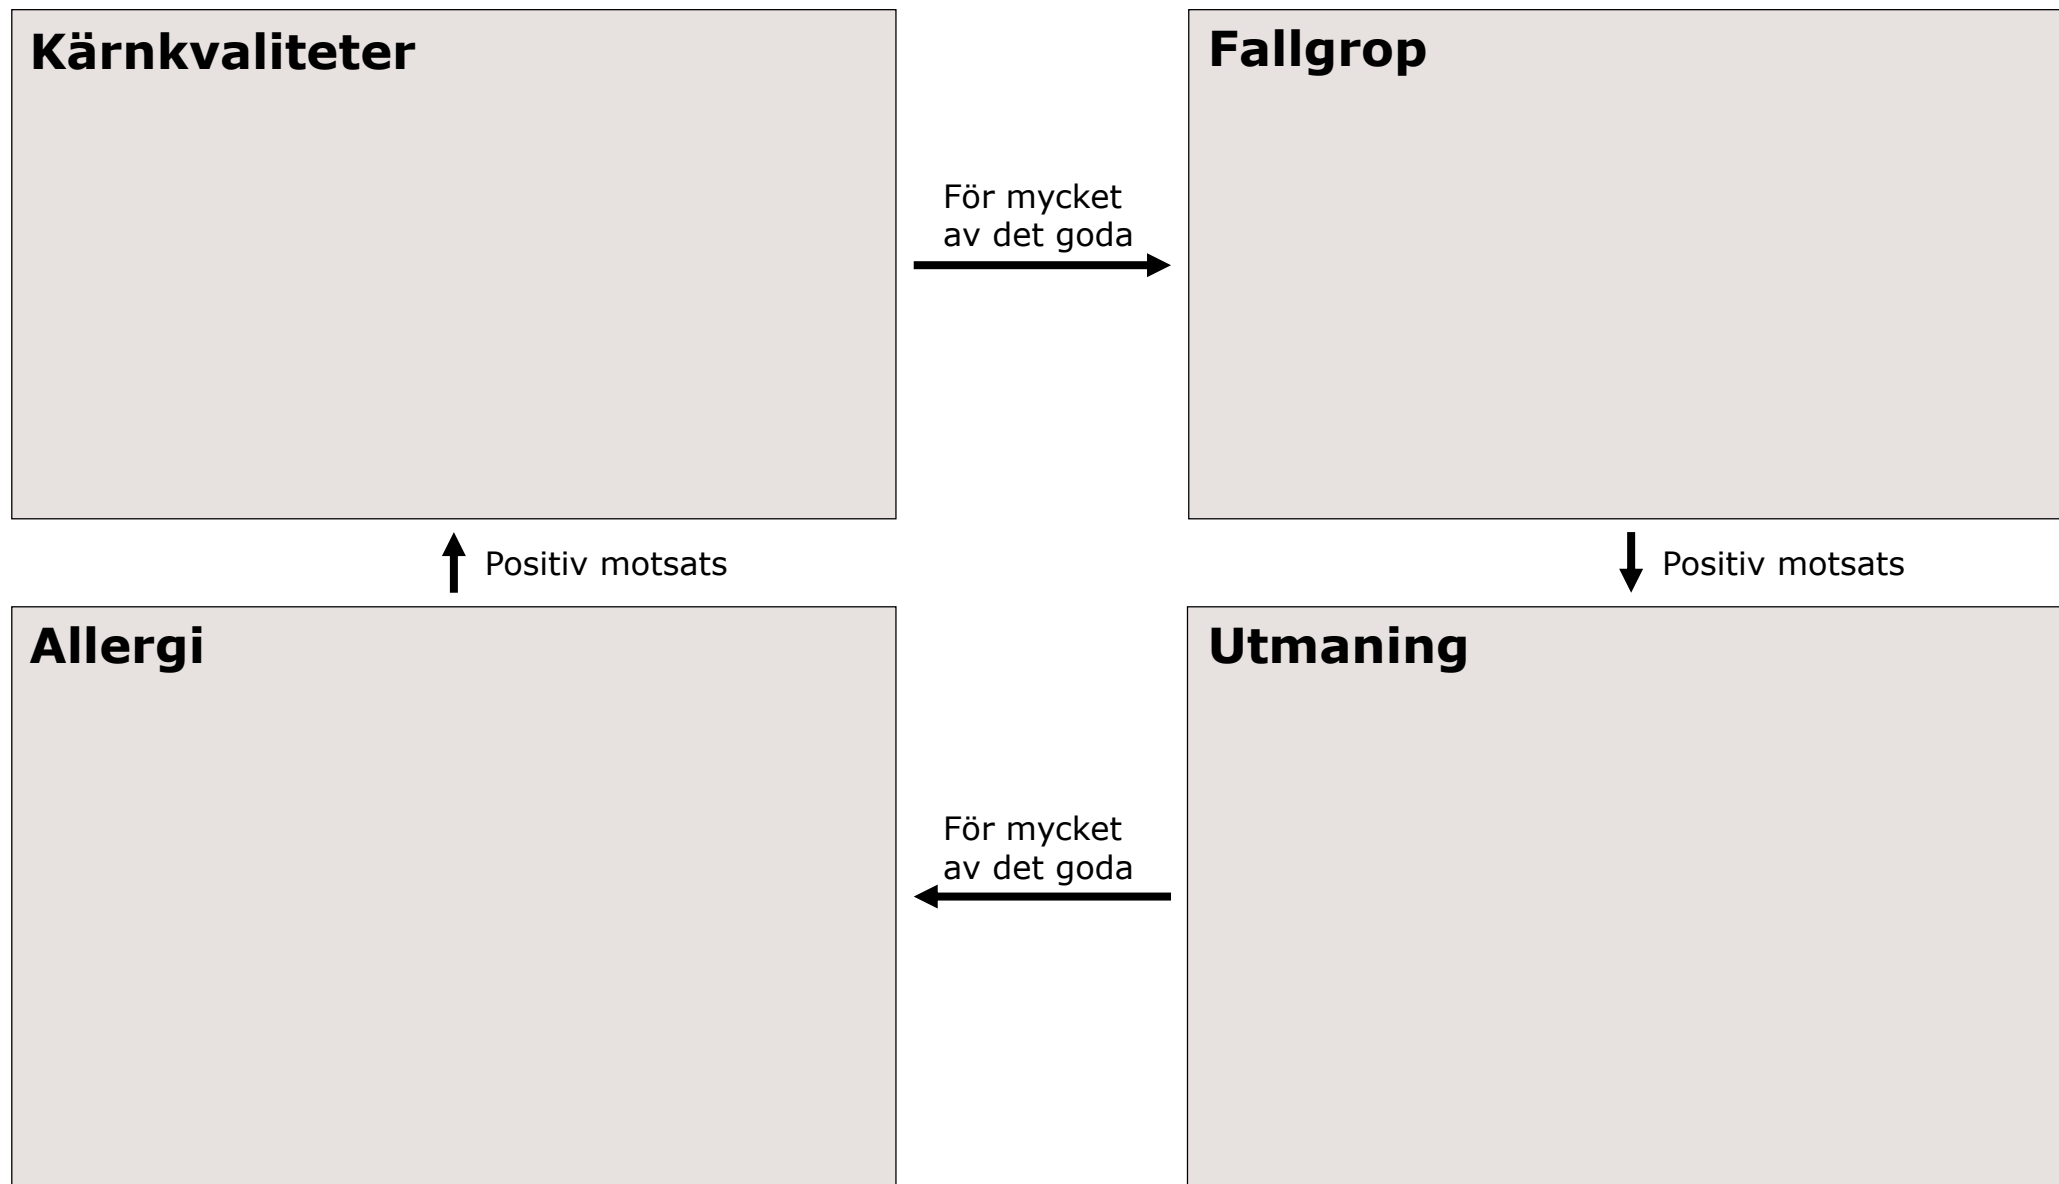 Kärnkvaliteter
Fallgrop
För mycket
av det goda
Positiv motsats
Positiv motsats
Allergi
Utmaning
För mycket
av det goda